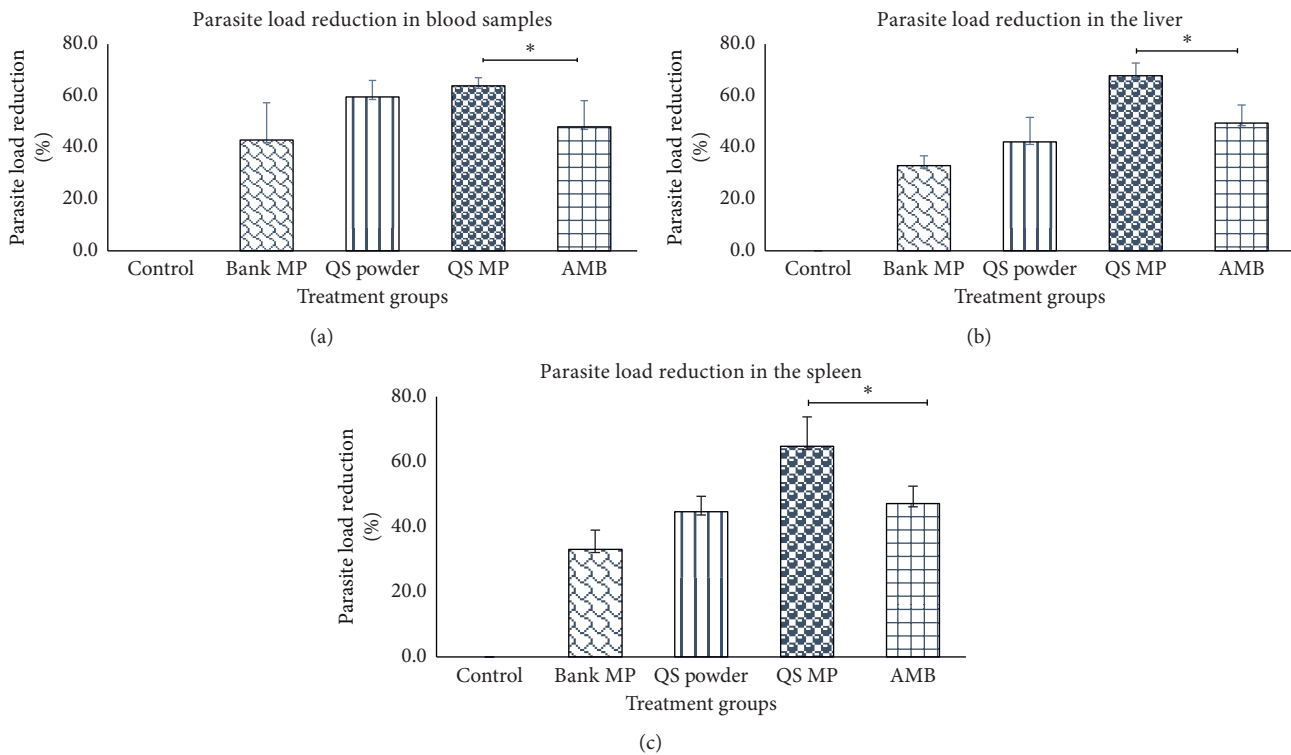 Parasite load reduction in blood samples
80.0
60.0
40.0
20.0
0.0
Parasite load reduction
(%)
*
Control Bank MP QS powder QS MP AMB
Treatment groups
(a)
Parasite load reduction in the liver
80.0
60.0
40.0
20.0
0.0
Parasite load reduction
(%)
*
Control Bank MP QS powder QS MP AMB
Treatment groups
(b)
Parasite load reduction in the spleen
80.0
60.0
40.0
20.0
0.0
Parasite load reduction
(%)
*
Control Bank MP QS powder QS MP AMB
Treatment groups
(c)